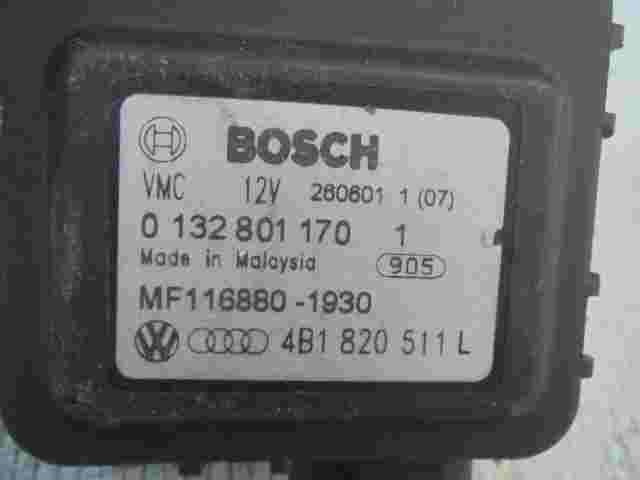 BOSCH
VMC 12V 260601 1 (07)
0 132 801 170 1
Made in Malaysia 905
MF116880-1930
4B1 820 511 L